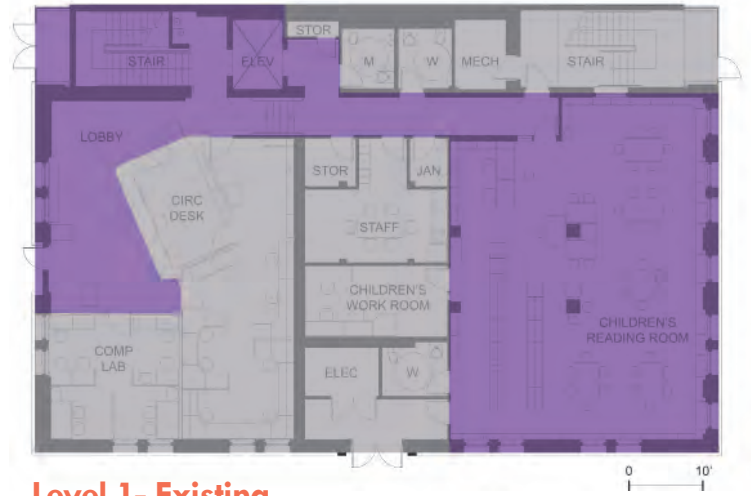 STOR
STAIR
ELEV
M
W
MECH
STAIR
LOBBY
STOR
JAN
CIRC
DESK
STAFF
CHILDREN'S
WORK ROOM
CHILDREN'S
READING ROOM
COMP
LAB
ELEC
W
0 10'
Level 1- Existing